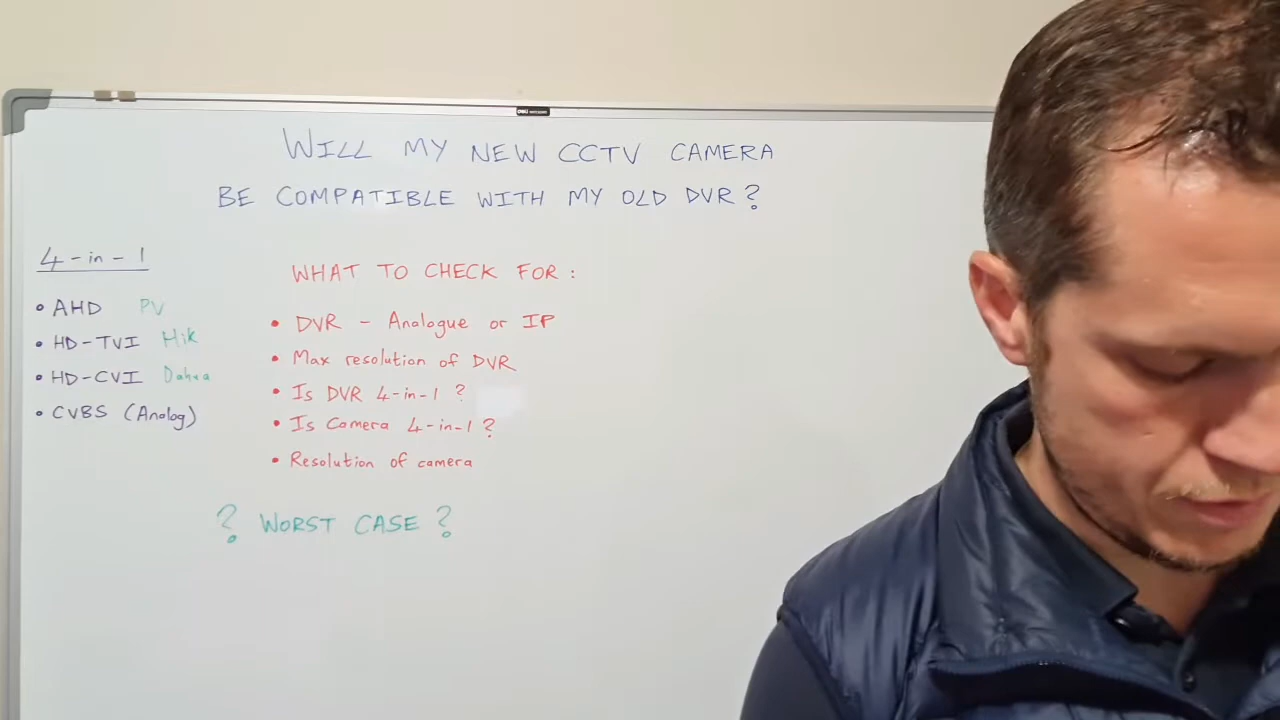 WILL MY NEW CCTV CAMERA
BE COMPATIBLE WITH MY OLD DVR?
4-in-1
• AHD PV
• HD-TVI Hik
• HD-CVI Dahua
• CVBS (Analog)
WHAT TO CHECK FOR:
• DVR - Analogue or IP
• Max resolution of DVR
• Is DVR 4-in-1 ?
• Is Camera 4-in-1 ?
• Resolution of camera
? WORST CASE ?